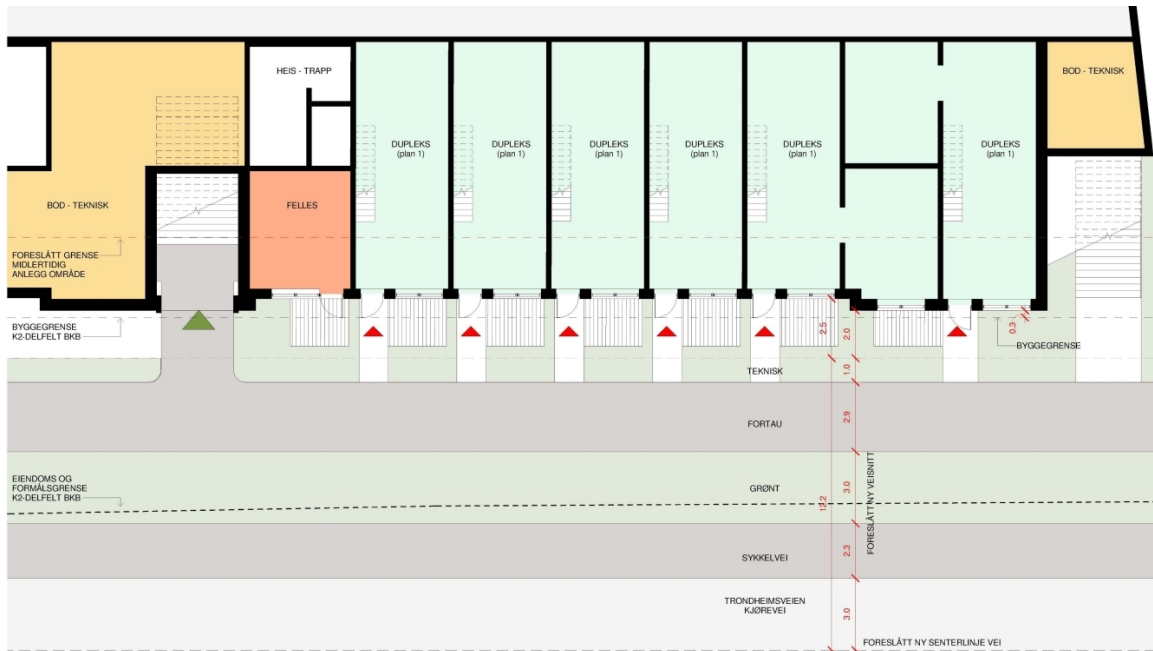 HEIS - TRAPP
BOD - TEKNISK
DUPLEKS
(plan 1)
DUPLEKS
(plan 1)
DUPLEKS
(plan 1)
DUPLEKS
(plan 1)
DUPLEKS
(plan 1)
DUPLEKS
(plan 1)
BOD - TEKNISK
FELLES
FORESLÅTT GRENSE
MIDLERTIDIG
ANLEGG OMRÅDE
BYGGEGRENSE
K2-DELFELT BKB
2.5
2.0
0.3
BYGGEGRENSE
TEKNISK
1.0
FORTAU
2.9
EIENDOMS OG
FORMÅLSGRENSE
K2-DELFELT BKB
GRØNT
12.2
3.0
FORESLÅTT NY VEISNITT
SYKKELVEI
2.3
TRONDHEIMSVEIEN
KJØREVEI
3.0
FORESLÅTT NY SENTERLINJE VEI